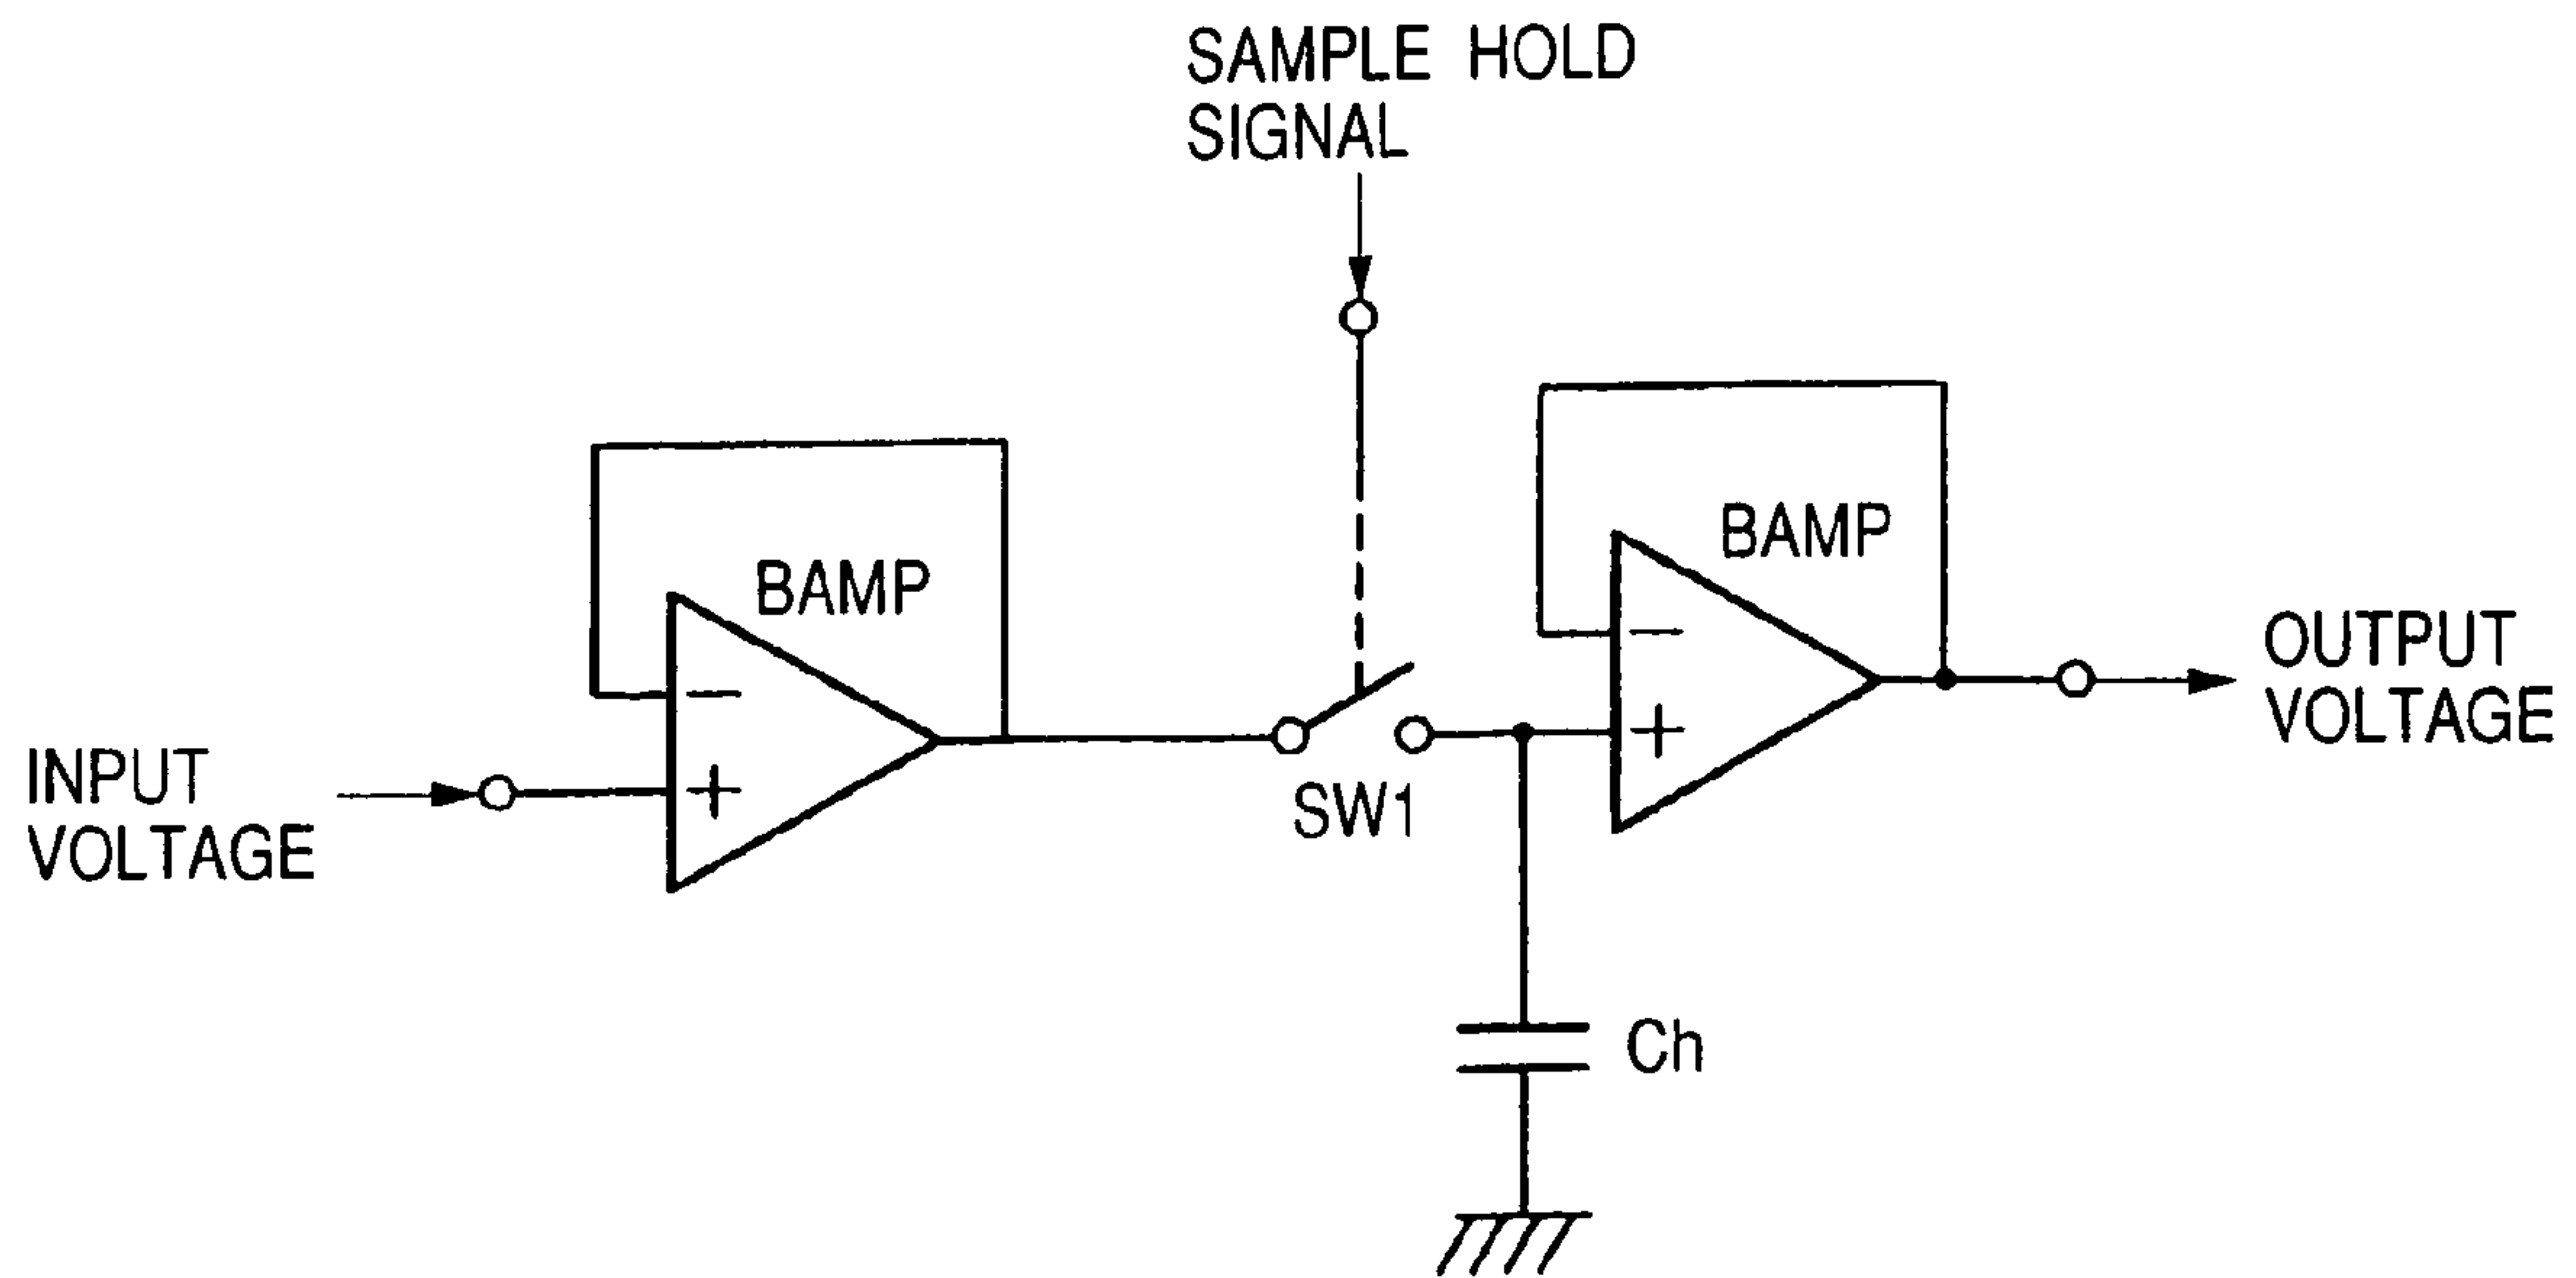 SAMPLE HOLD
SIGNAL
BAMP
BAMP
−
−
+
+
INPUT
VOLTAGE
OUTPUT
VOLTAGE
SW1
Ch